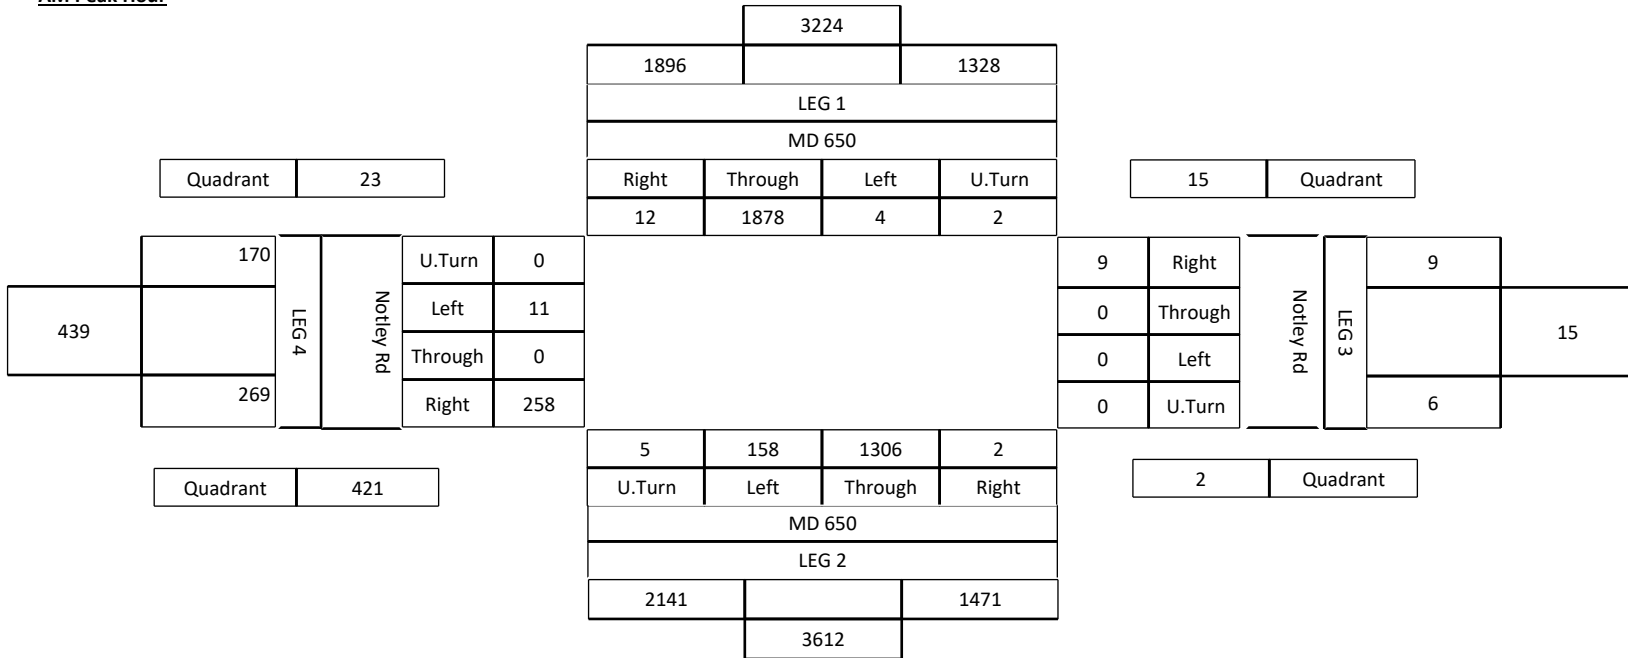 AM Peak Hour
3224
1896 1328
LEG 1
MD 650
Quadrant 23
Right Through Left U.Turn
15 Quadrant
12 1878 4 2
170
U.Turn 0
9 Right
9
439
LEG 4
Notley Rd
Left 11
0 Through
Notley Rd
LEG 3
15
Through 0
0 Left
269
Right 258
0 U.Turn
6
5 158 1306 2
U.Turn Left Through Right
Quadrant 421
2 Quadrant
MD 650
LEG 2
2141 1471
3612